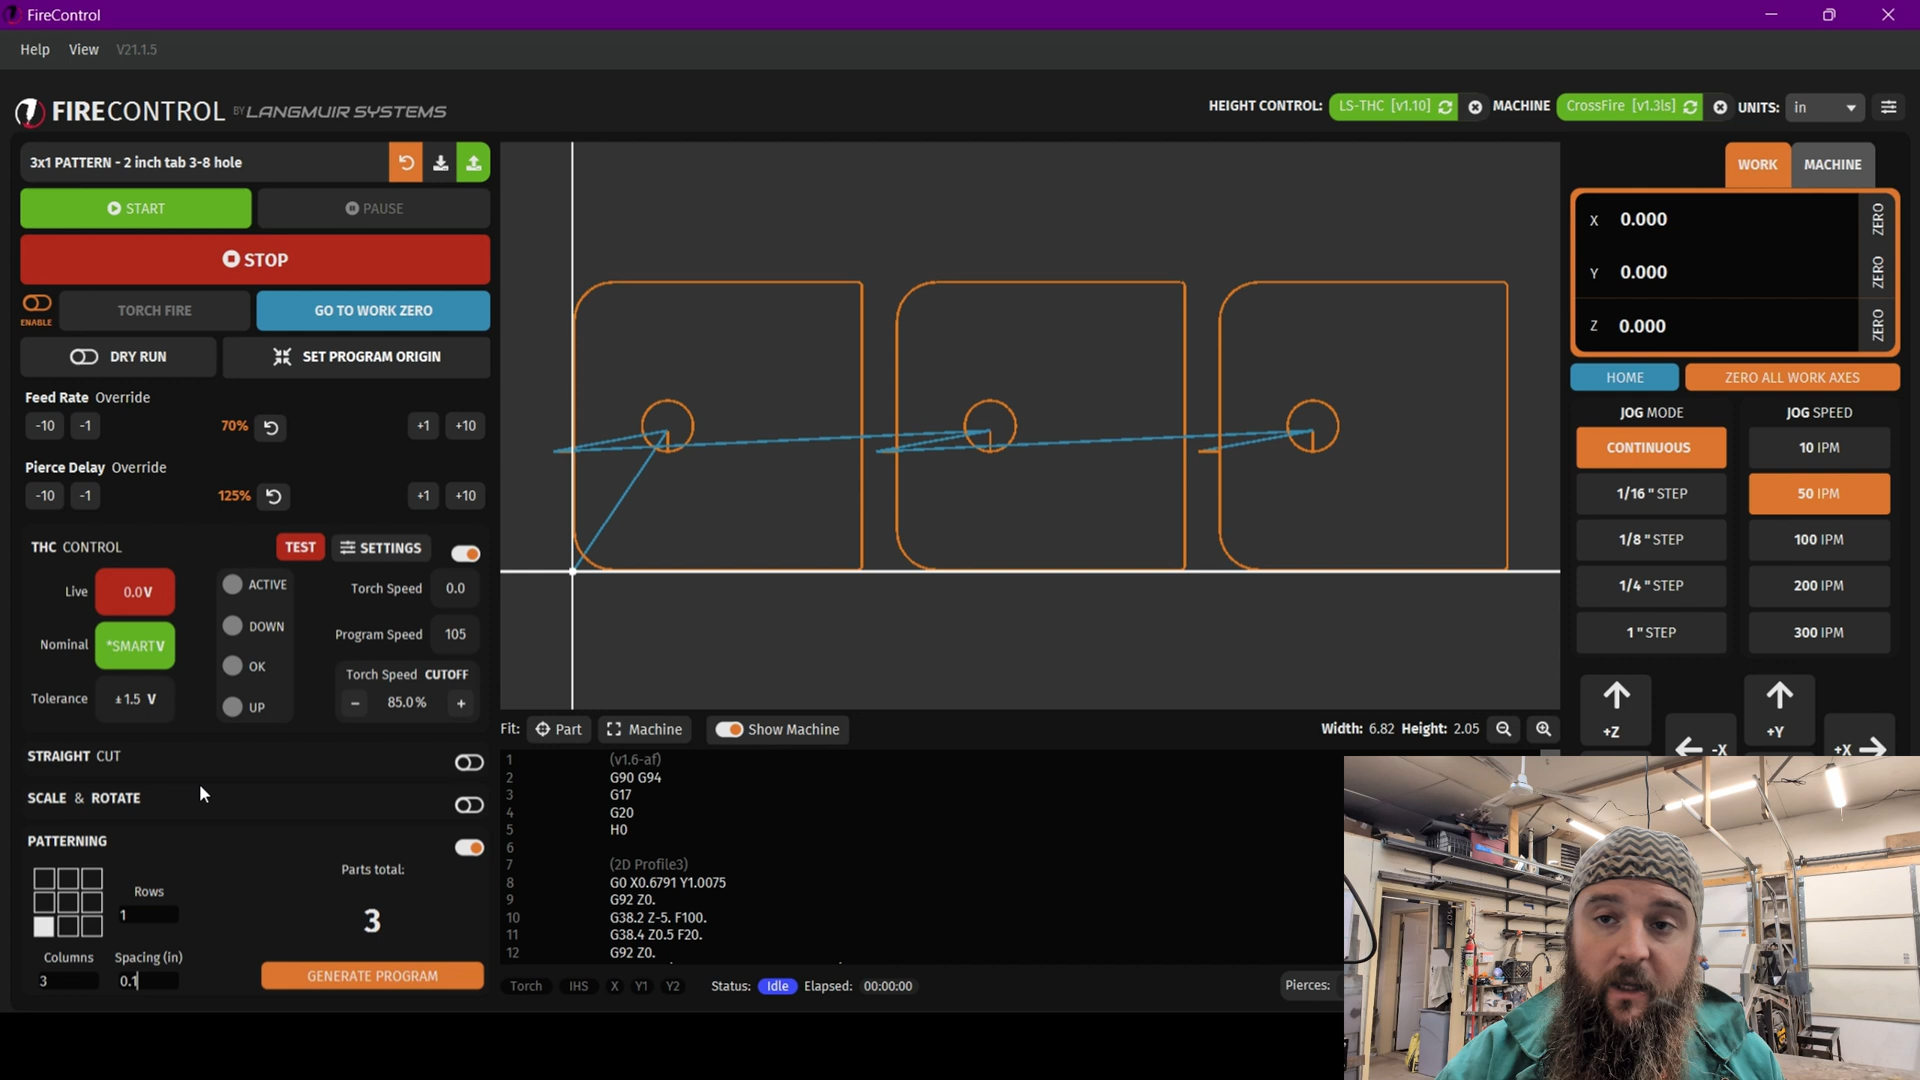 FireControl
Help View V21.1.5
FIRECONTROL BY LANGMUIR SYSTEMS
HEIGHT CONTROL: LS-THC [v1.10] MACHINE CrossFire [v1.3ls] UNITS: in
3x1 PATTERN - 2 inch tab 3-8 hole
START PAUSE
STOP
ENABLE TORCH FIRE GO TO WORK ZERO
DRY RUN SET PROGRAM ORIGIN
Feed Rate Override
-10 -1 70% +1 +10
Pierce Delay Override
-10 -1 125% +1 +10
THC CONTROL TEST SETTINGS
Live 0.0V ACTIVE Torch Speed 0.0
Nominal *SMARTV DOWN Program Speed 105
OK Torch Speed CUTOFF
Tolerance ±1.5 V UP - 85.0% +
STRAIGHT CUT
SCALE & ROTATE
PATTERNING
Parts total:
Rows
1
3
Columns Spacing (in)
3 0.1
GENERATE PROGRAM
Fit: Part Machine Show Machine Width: 6.82 Height: 2.05
1 (v1.6-af)
2 G90 G94
3 G17
4 G20
5 H0
6
7 (2D Profile3)
8 G0 X0.6791 Y1.0075
9 G92 Z0.
10 G38.2 Z-5. F100.
11 G38.4 Z0.5 F20.
12 G92 Z0.
Torch IHS X Y1 Y2 Status: Idle Elapsed: 00:00:00 Pierces:
WORK MACHINE
X 0.000 ZERO
Y 0.000 ZERO
Z 0.000 ZERO
HOME ZERO ALL WORK AXES
JOG MODE JOG SPEED
CONTINUOUS 10 IPM
1/16 " STEP 50 IPM
1/8 " STEP 100 IPM
1/4 " STEP 200 IPM
1 " STEP 300 IPM
+Z -X +Y +X